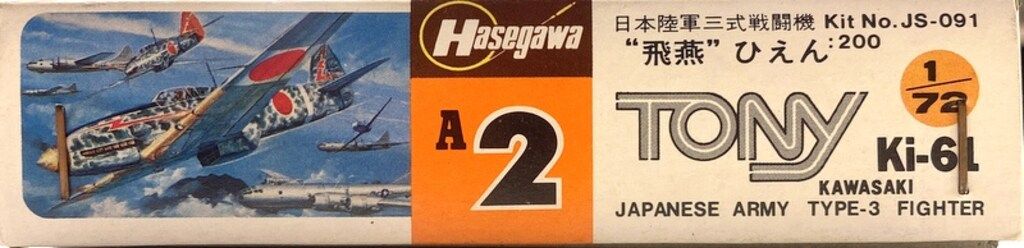 Hasegawa
A2
日本陸軍三式戦闘機 Kit No. JS-091
“飛燕”ひえん :200
1/72
TONY
Ki-61
KAWASAKI
JAPANESE ARMY TYPE-3 FIGHTER